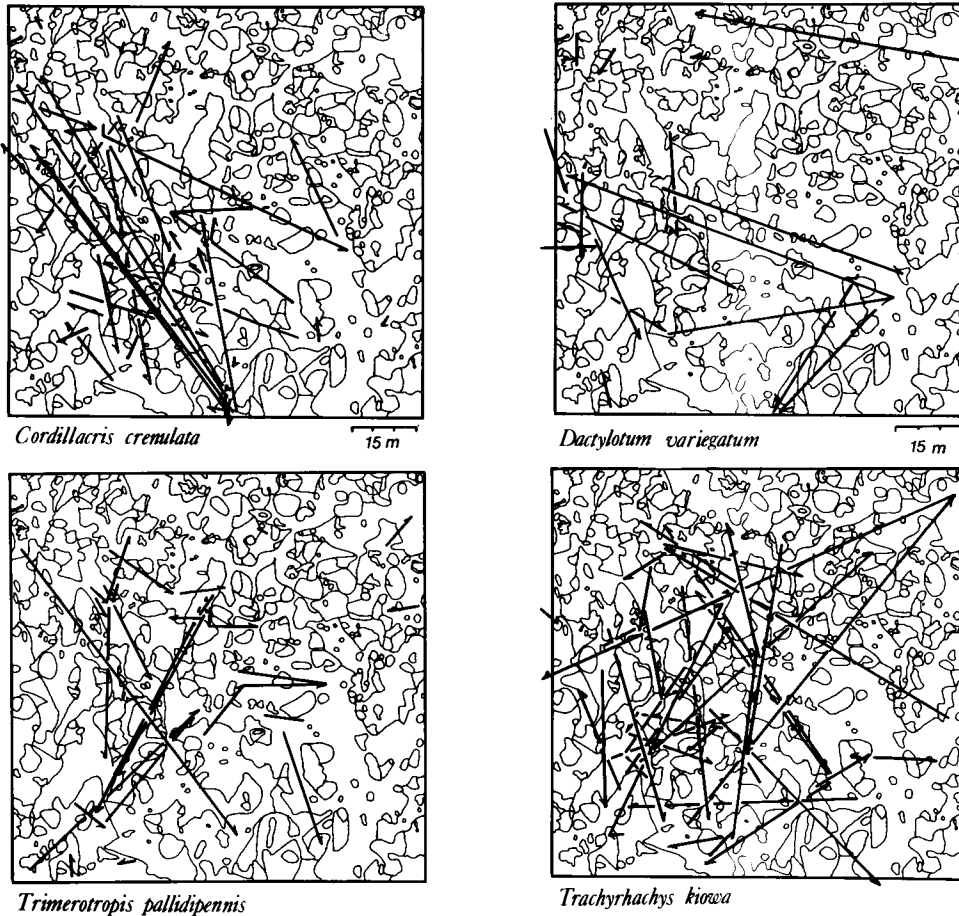 Cordillacris crenulata
15 m
Dactylotum variegatum
15 m
Trimerotropis pallidipennis
Trachyrhachys kiowa